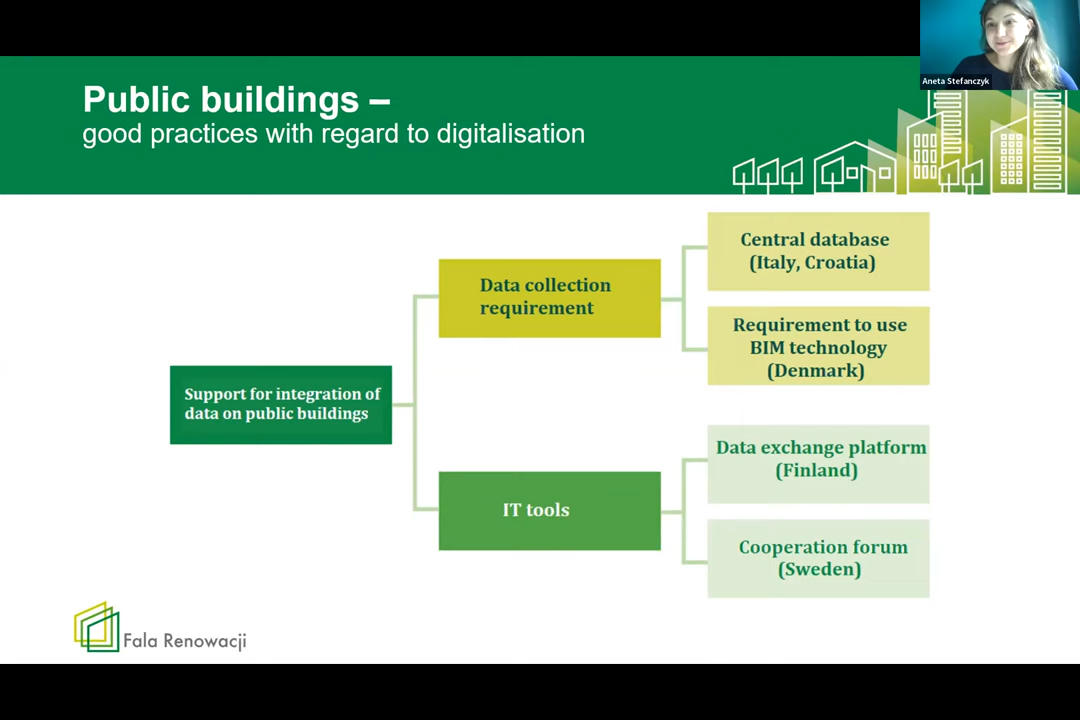 Aneta Stefanczyk
Public buildings –
good practices with regard to digitalisation
Support for integration of
data on public buildings
Data collection
requirement
Central database
(Italy, Croatia)
Requirement to use
BIM technology
(Denmark)
IT tools
Data exchange platform
(Finland)
Cooperation forum
(Sweden)
Fala Renowacji